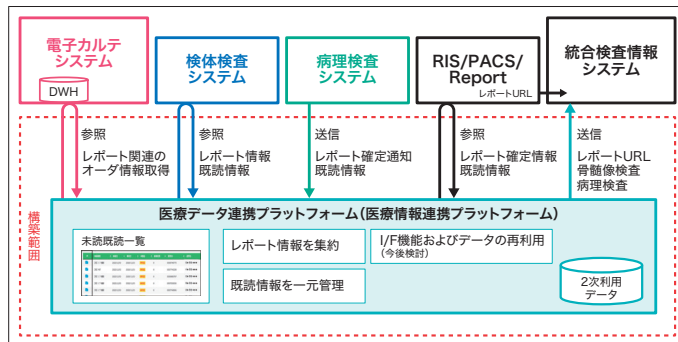 電子カルテ
システム
DWH
検体検査
システム
病理検査
システム
RIS/PACS/
Report
レポートURL
統合検査情報
システム
参照
レポート関連の
オーダ情報取得
参照
レポート情報
既読情報
送信
レポート確定通知
既読情報
参照
レポート確定情報
既読情報
送信
レポートURL
骨髄像検査
病理検査
構築範囲
医療データ連携プラットフォーム(医療情報連携プラットフォーム)
未読既読一覧
レポート情報を集約
既読情報を一元管理
I/F機能およびデータの再利用
(今後検討)
2次利用
データ